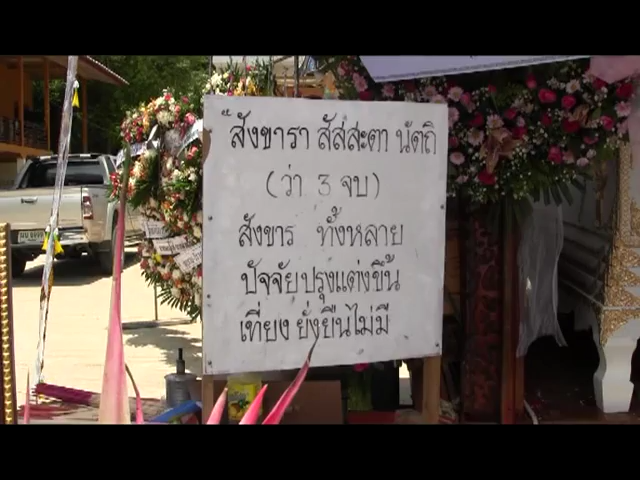 "สังขารา สัสสะตา นัตถิ
(ว่า 3 จบ)
สังขาร ทั้งหลาย
ปัจจัยปรุงแต่งขึ้น
เที่ยง ยั่งยืนไม่มี